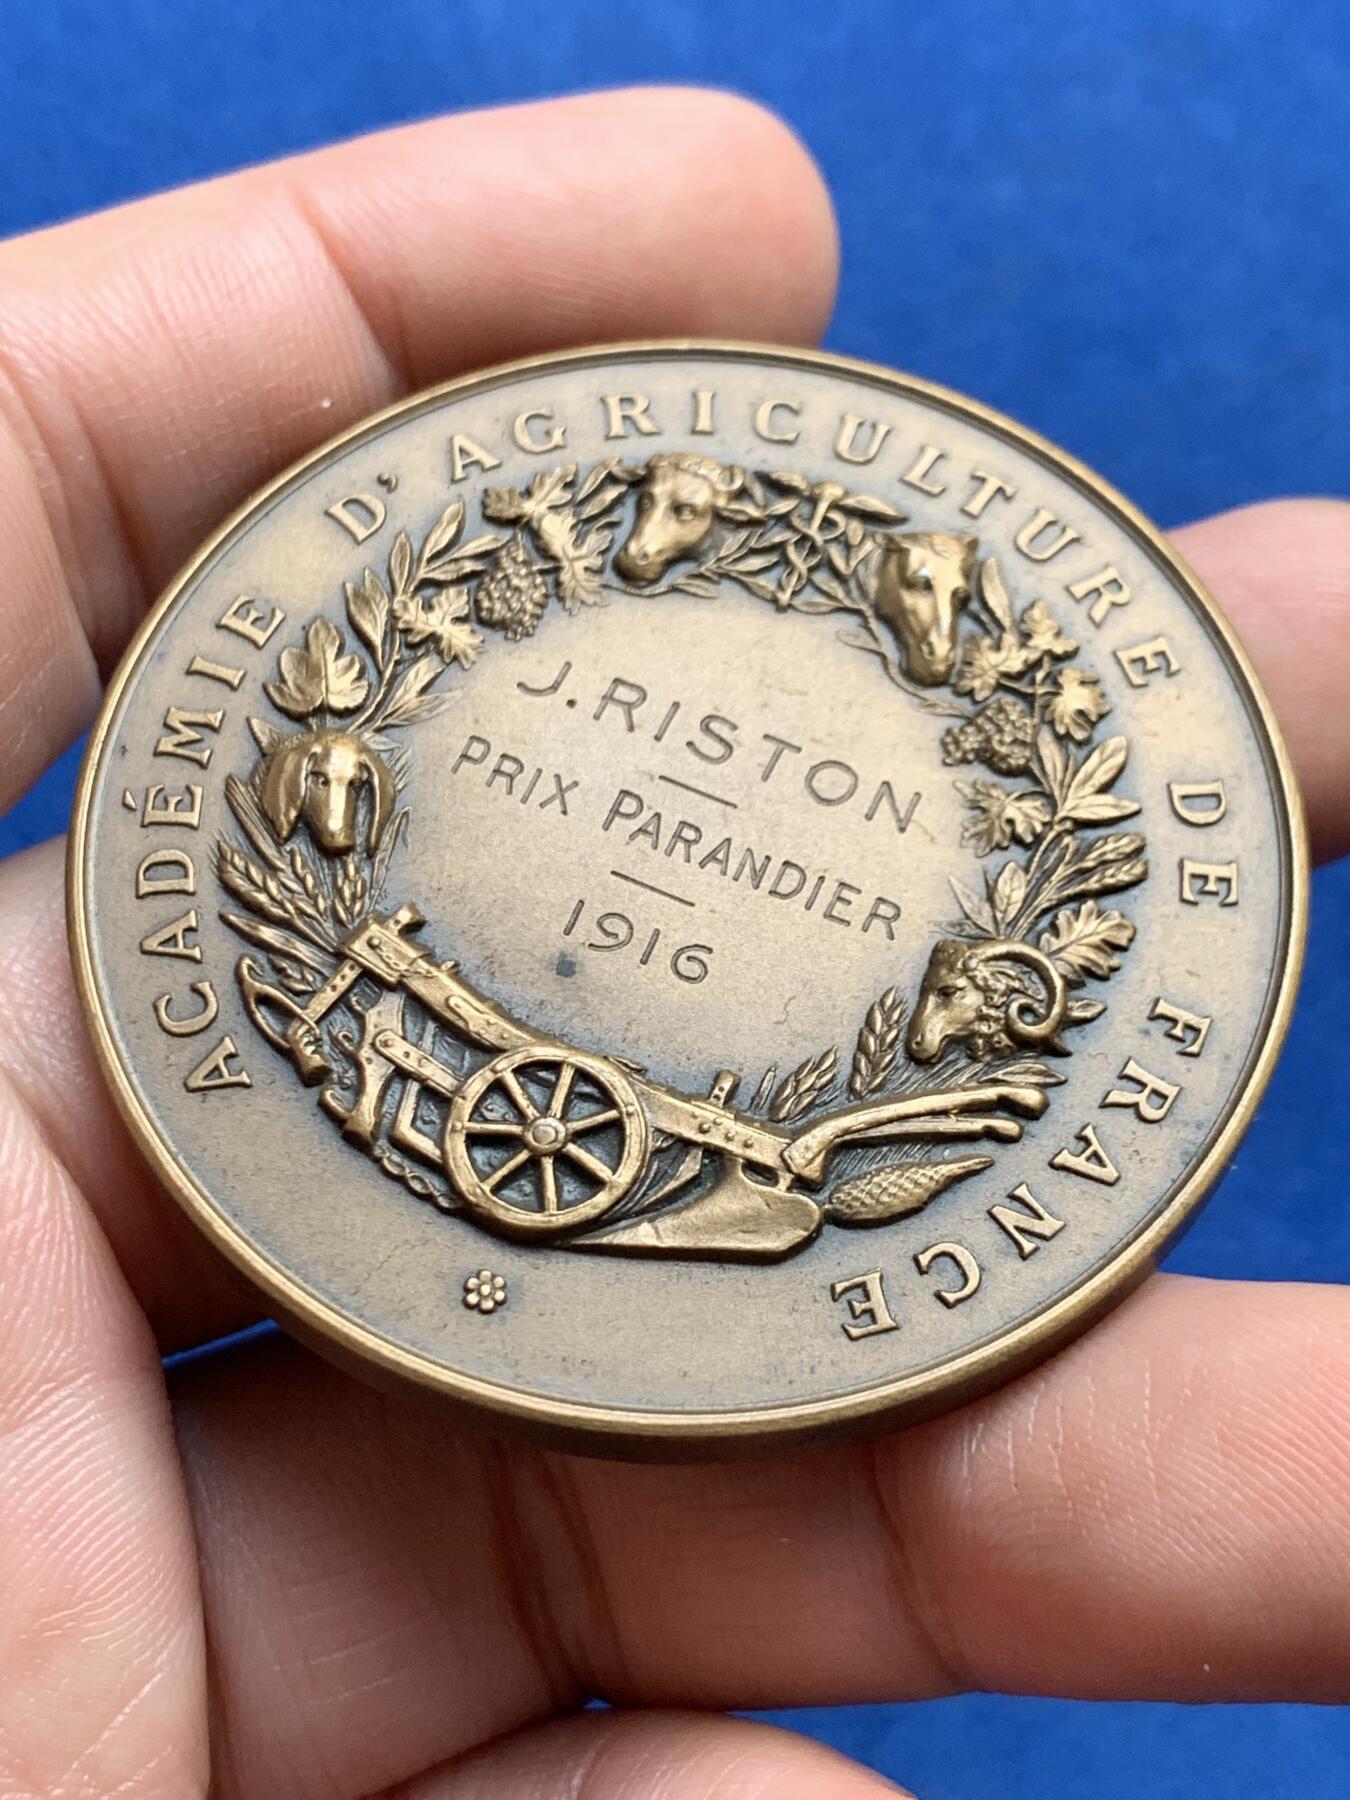 ACADÉMIE D'AGRICULTURE DE FRANCE
J. RISTON
PRIX PARANDIER
1916